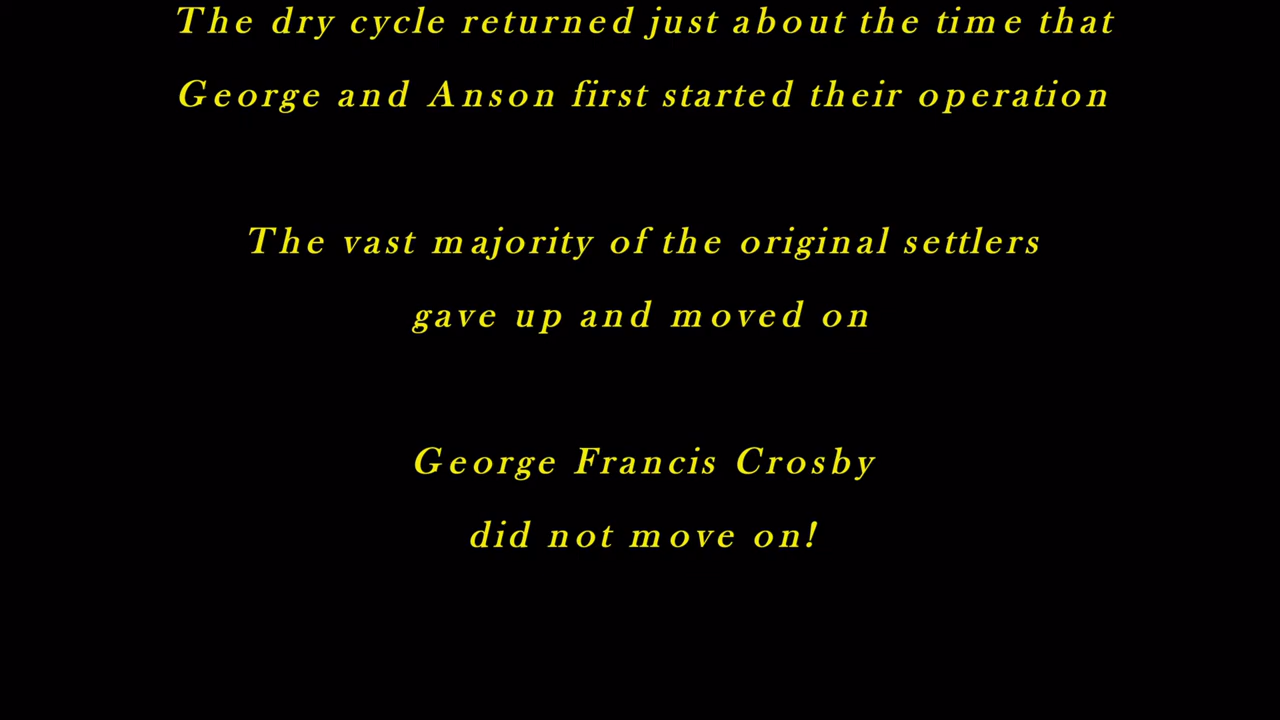 The dry cycle returned just about the time that
George and Anson first started their operation
The vast majority of the original settlers
gave up and moved on
George Francis Crosby
did not move on!